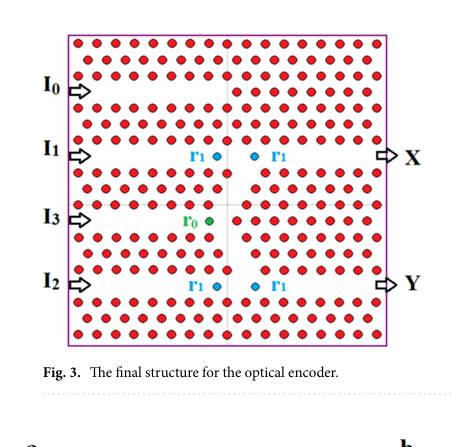 I0
I1 r1 r1 X
I3 r0
I2 r1 r1 Y
Fig. 3. The final structure for the optical encoder.